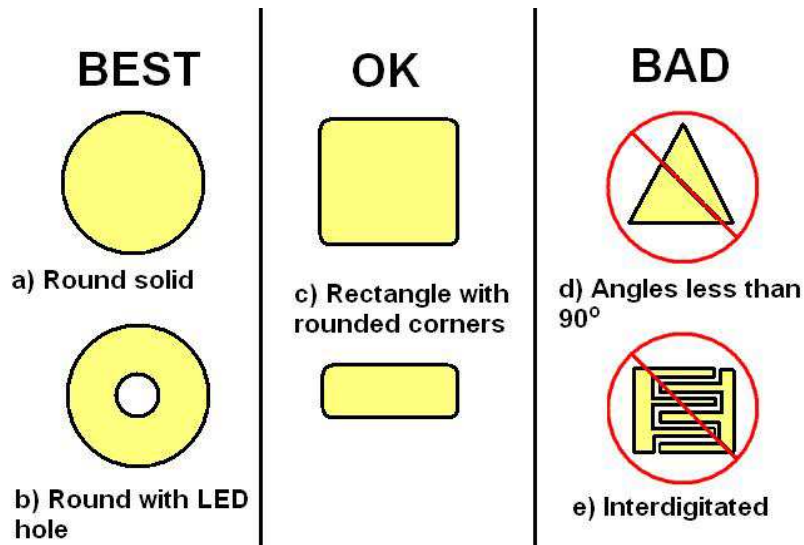 BEST
a) Round solid
b) Round with LED
hole
OK
c) Rectangle with
rounded corners
BAD
d) Angles less than
90°
e) Interdigitated